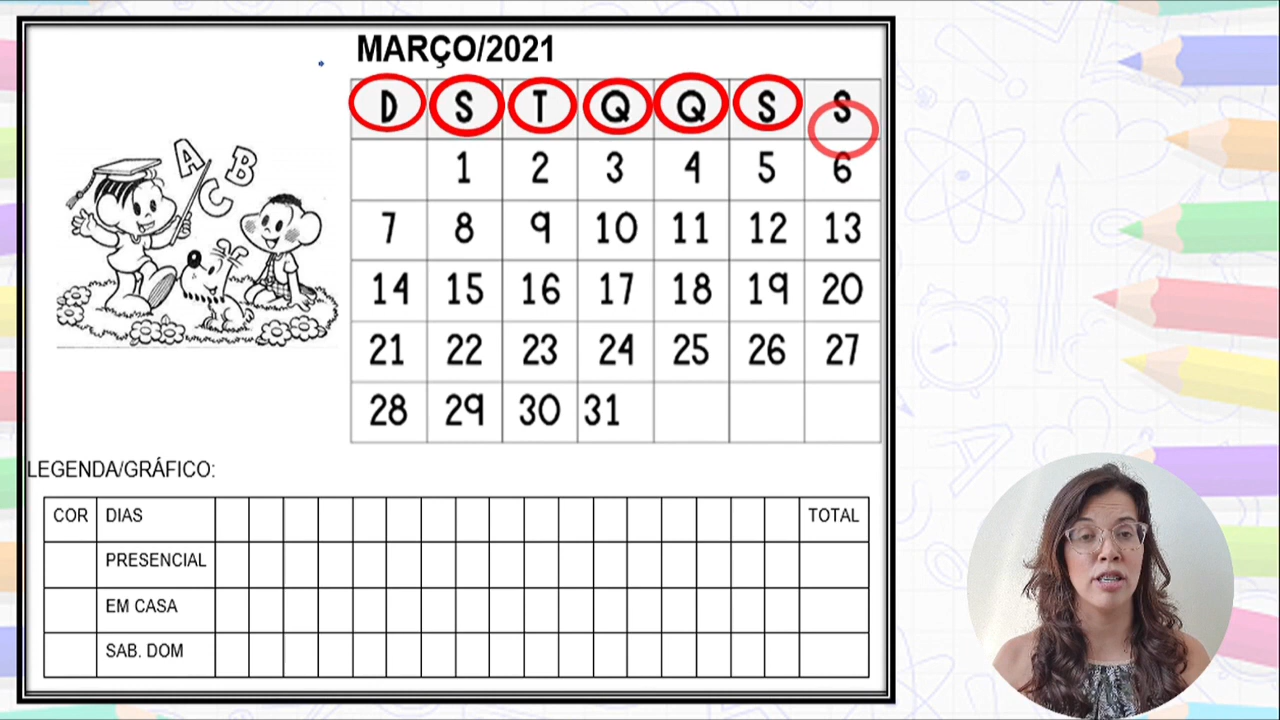 MARÇO/2021
D S T Q Q S S
1 2 3 4 5 6
7 8 9 10 11 12 13
14 15 16 17 18 19 20
21 22 23 24 25 26 27
28 29 30 31
A B
C
LEGENDA/GRÁFICO:
COR DIAS TOTAL
PRESENCIAL
EM CASA
SAB. DOM